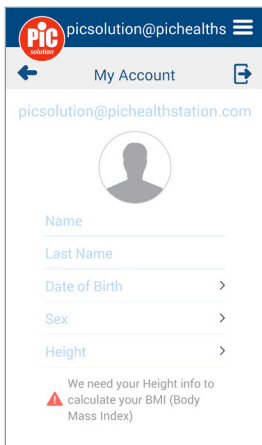 PiC
solution
picsolution@pichealths
My Account
picsolution@pichealthstation.com
Name
Last Name
Date of Birth
Sex
Height
We need your Height info to
calculate your BMI (Body
Mass Index)